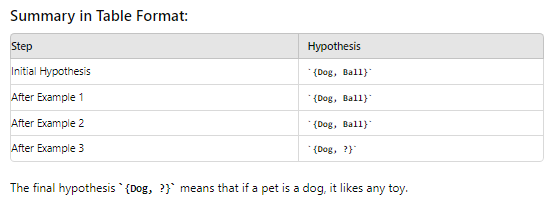 Summary in Table Format:
Step Hypothesis
Initial Hypothesis `{Dog, Ball}`
After Example 1 `{Dog, Ball}`
After Example 2 `{Dog, Ball}`
After Example 3 `{Dog, ?}`
The final hypothesis `{Dog, ?}` means that if a pet is a dog, it likes any toy.